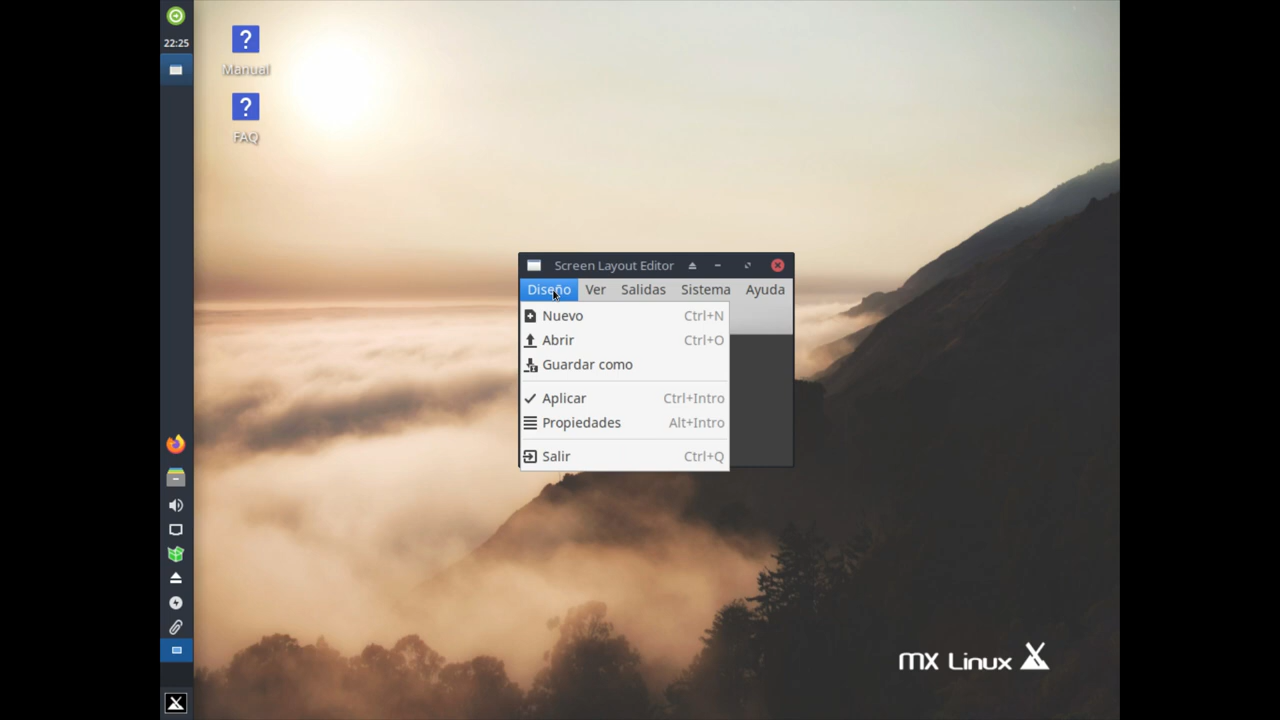 22:25
Manual
FAQ
Screen Layout Editor
Diseño Ver Salidas Sistema Ayuda
Nuevo Ctrl+N
Abrir Ctrl+O
Guardar como
Aplicar Ctrl+Intro
Propiedades Alt+Intro
Salir Ctrl+Q
MX Linux